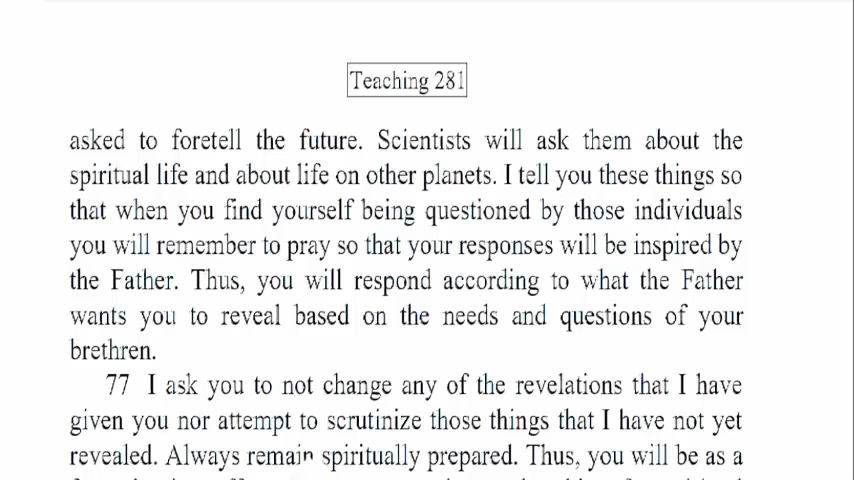 Teaching 281
asked to foretell the future. Scientists will ask them about the
spiritual life and about life on other planets. I tell you these things so
that when you find yourself being questioned by those individuals
you will remember to pray so that your responses will be inspired by
the Father. Thus, you will respond according to what the Father
wants you to reveal based on the needs and questions of your
brethren.
77 I ask you to not change any of the revelations that I have
given you nor attempt to scrutinize those things that I have not yet
revealed. Always remain spiritually prepared. Thus, you will be as a